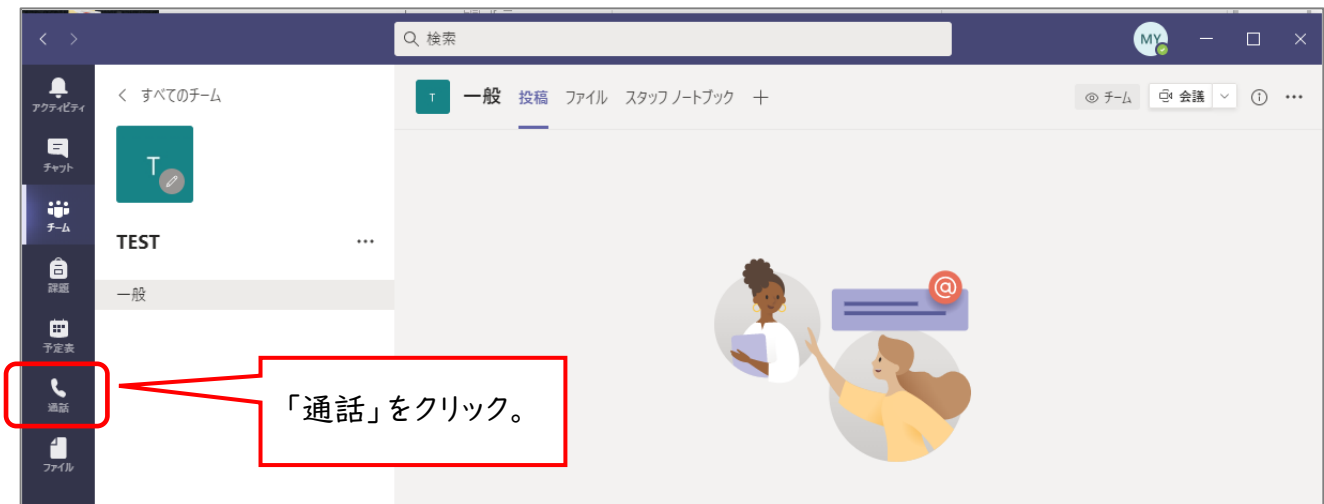 検索
MY
アクティビティ
チャット
チーム
課題
予定表
通話
ファイル
すべてのチーム
T
TEST
一般
T 一般 投稿 ファイル スタッフ ノートブック
チーム 会議
「通話」をクリック。
@